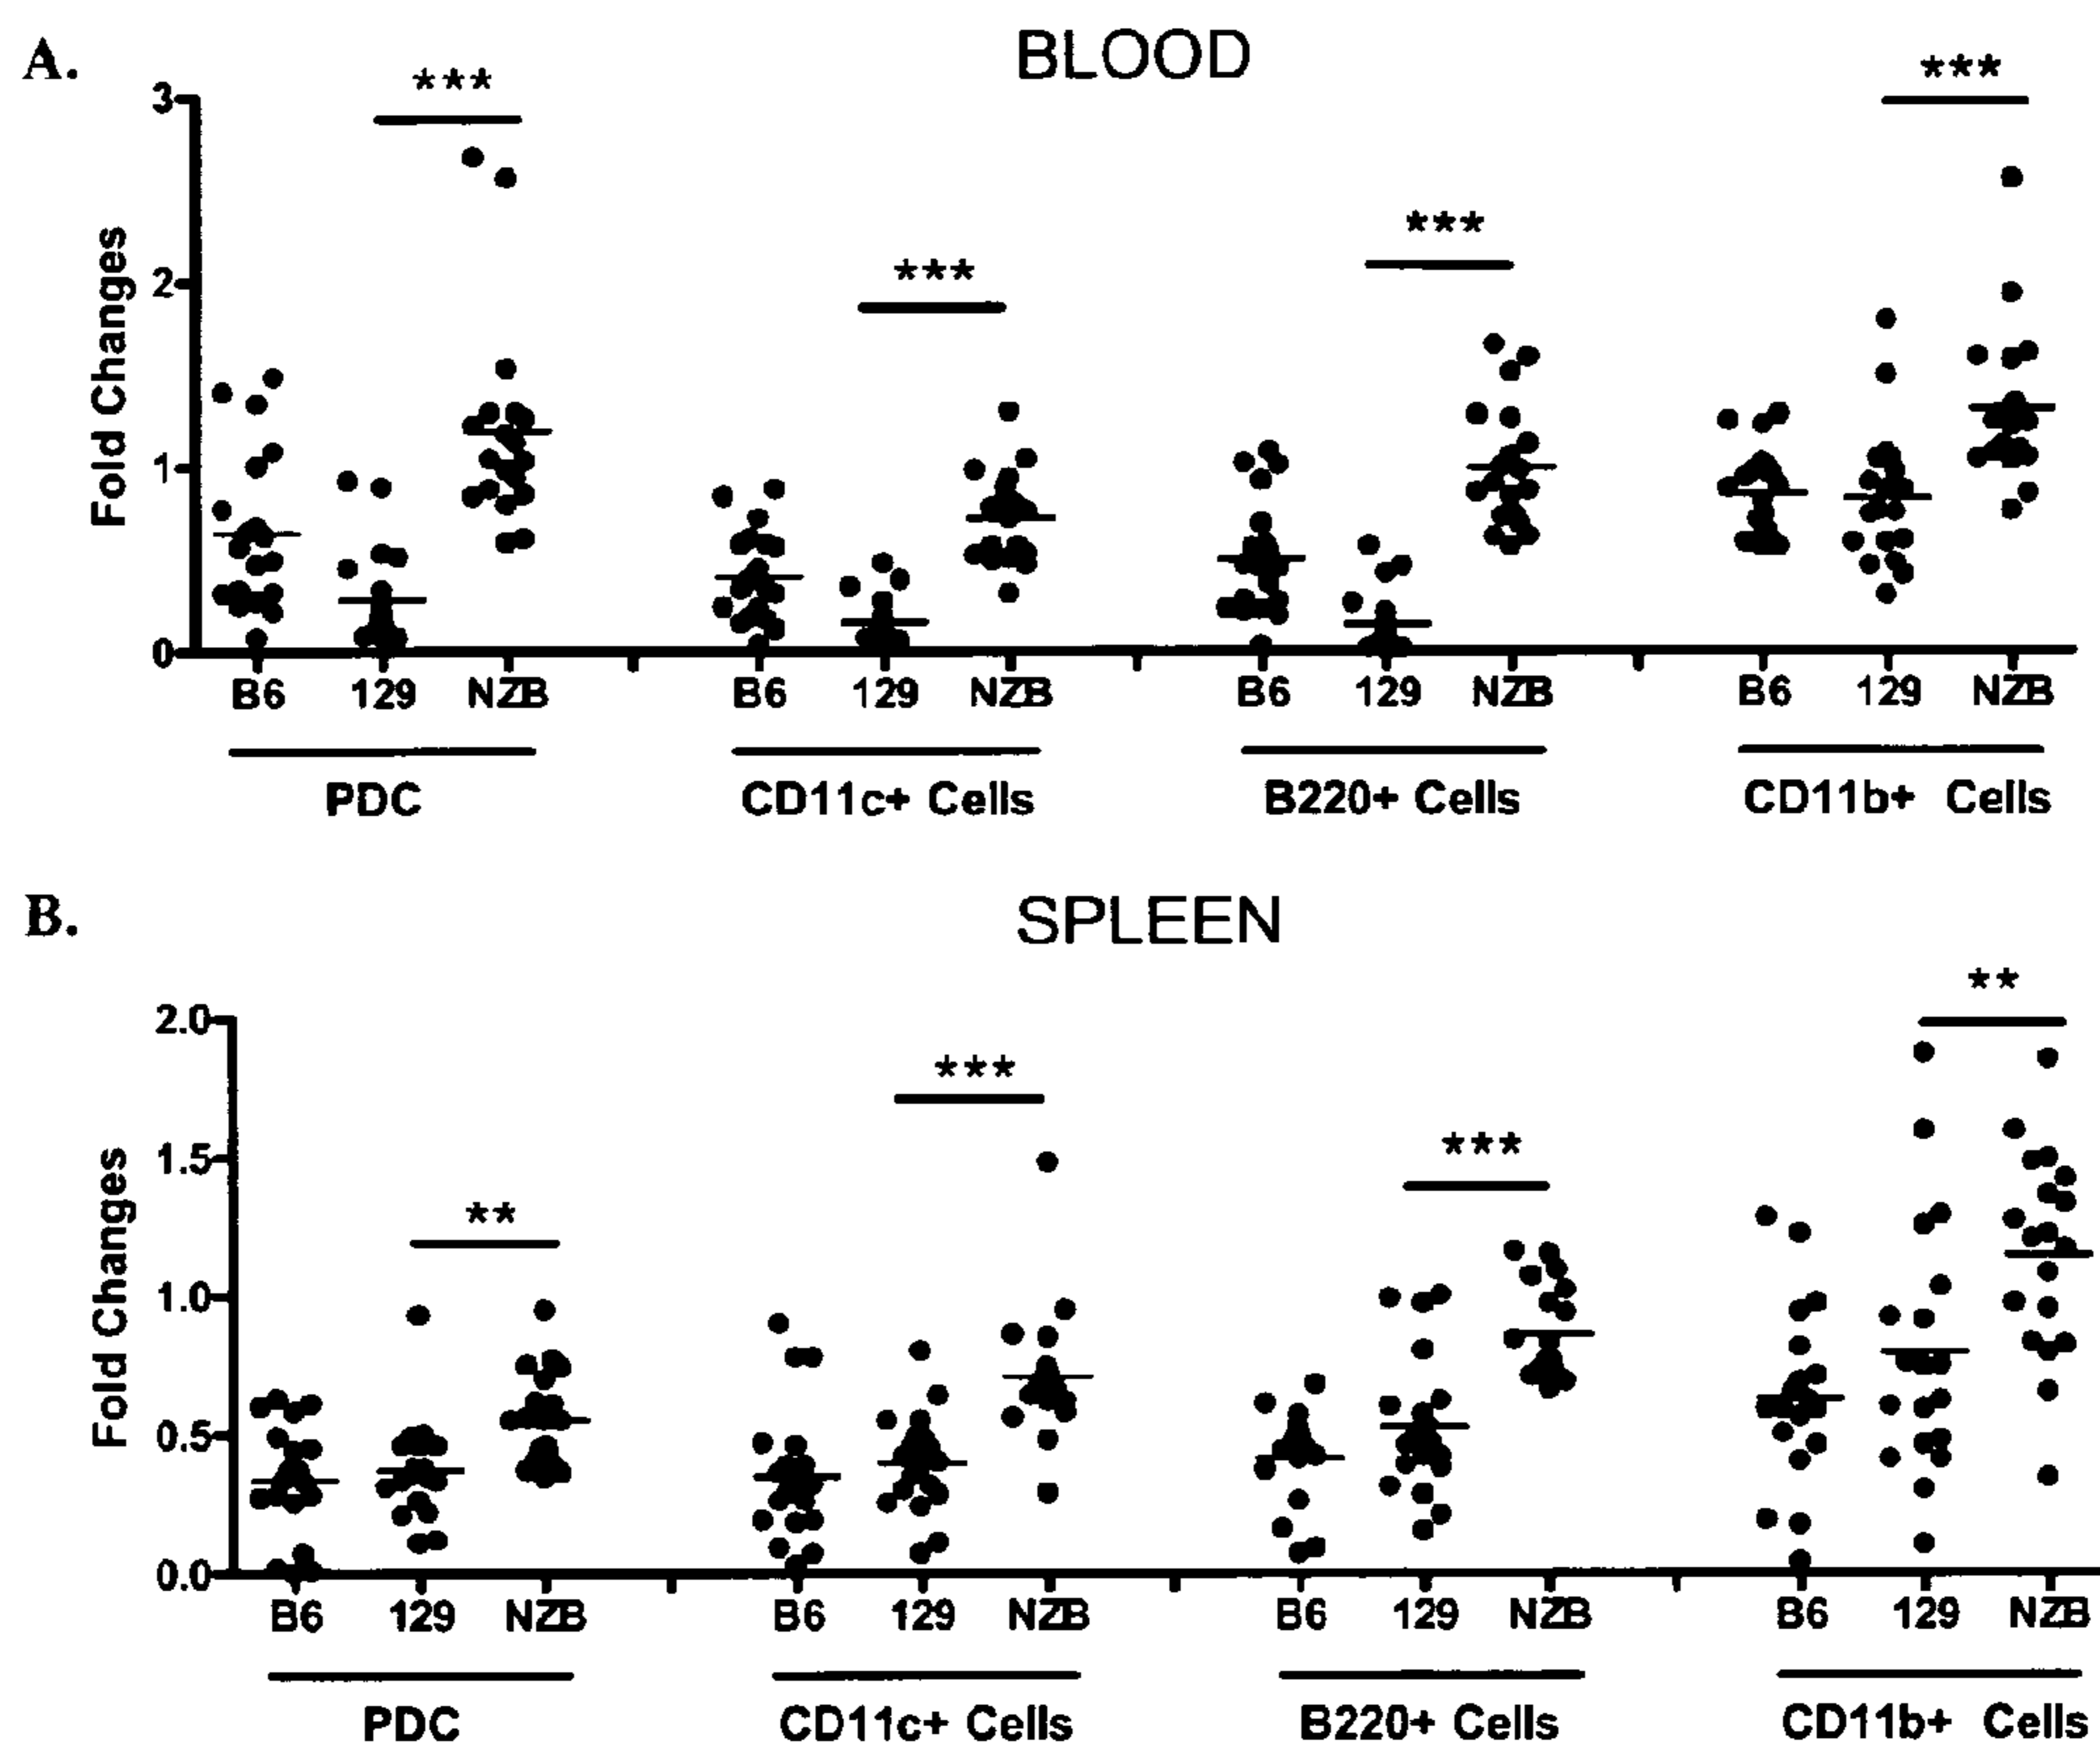 A.
BLOOD
***
***
***
***
3
2
1
0
Fold Changes
B6 129 NZB B6 129 NZB B6 129 NZB B6 129 NZB
PDC CD11c+ Cells B220+ Cells CD11b+ Cells
B.
SPLEEN
**
***
***
**
2.0
1.5
1.0
0.5
0.0
Fold Changes
B6 129 NZB B6 129 NZB B6 129 NZB B6 129 NZB
PDC CD11c+ Cells B220+ Cells CD11b+ Cells